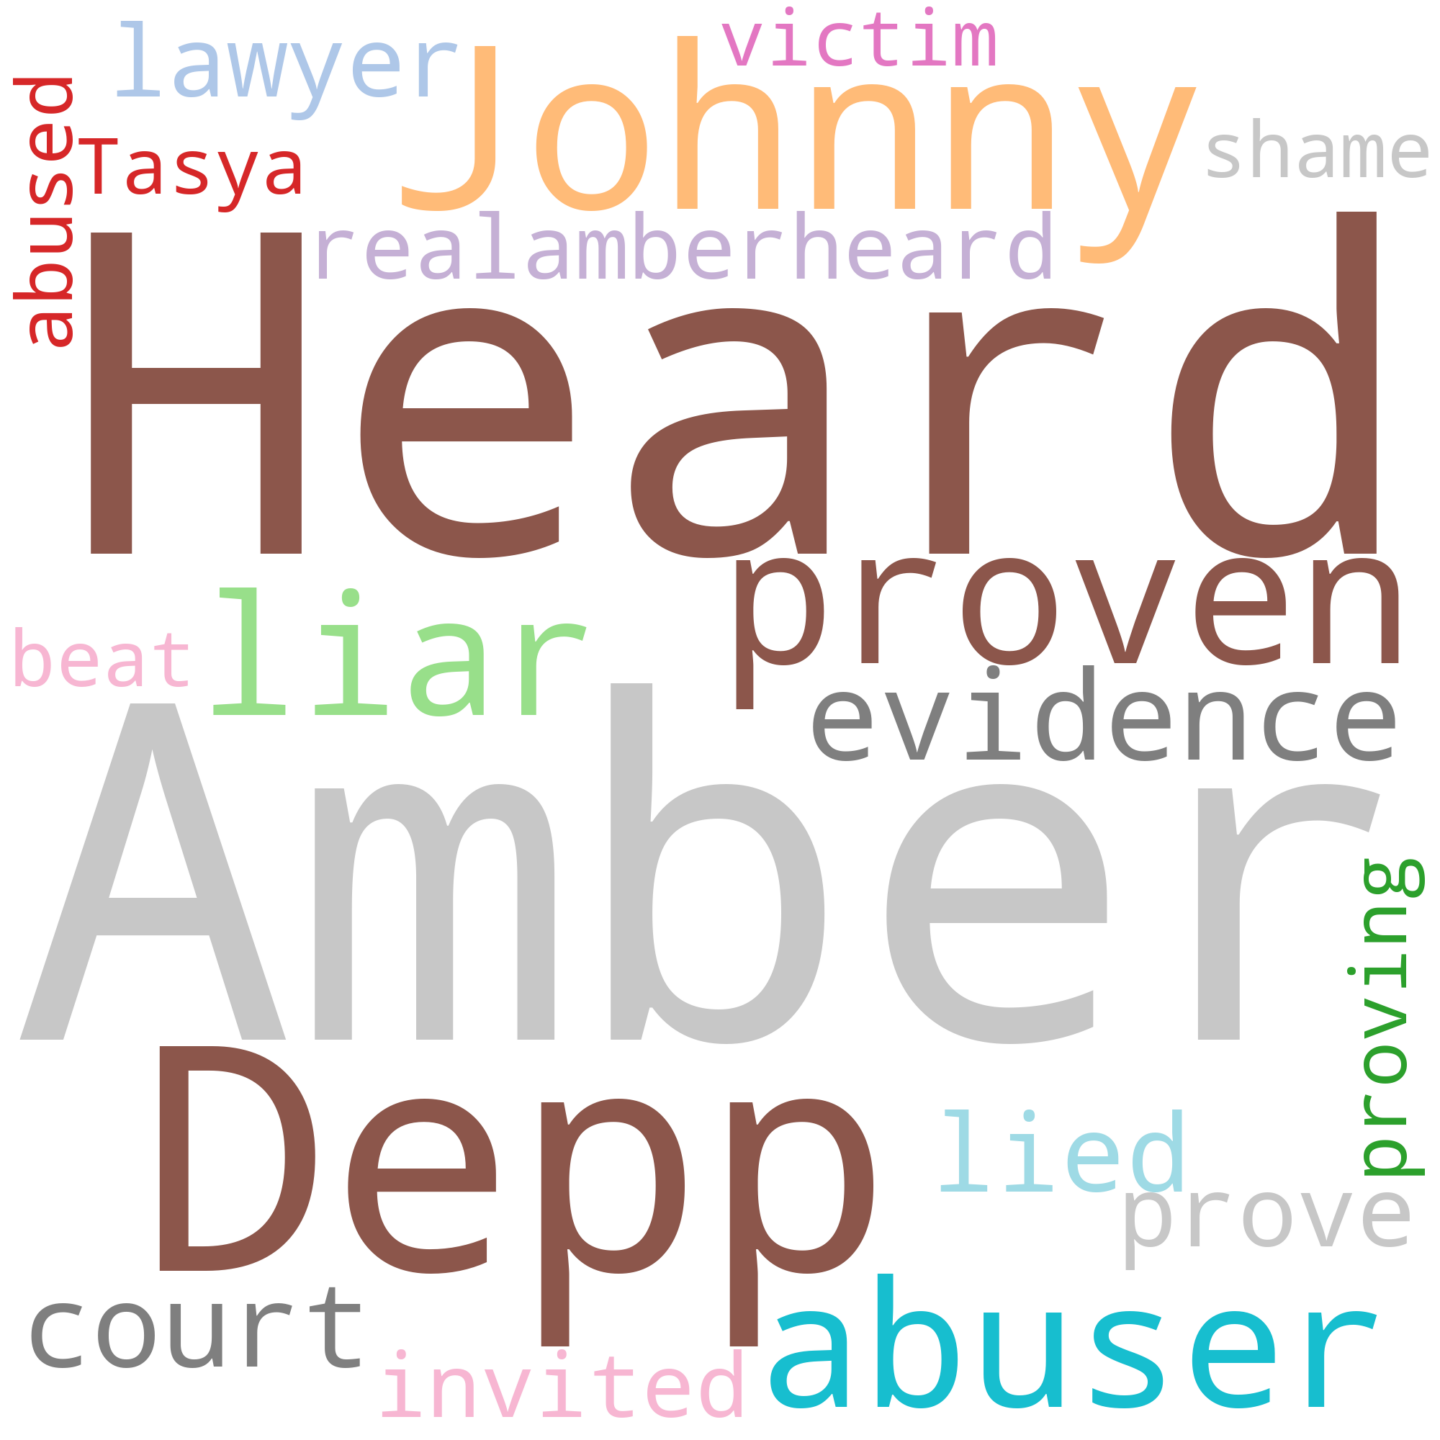 lawyer
victim
Johnny
abused
Tasya
shame
realamberheard
Heard
proven
liar
beat
evidence
Amber
proving
Depp
lied
prove
court
abuser
invited